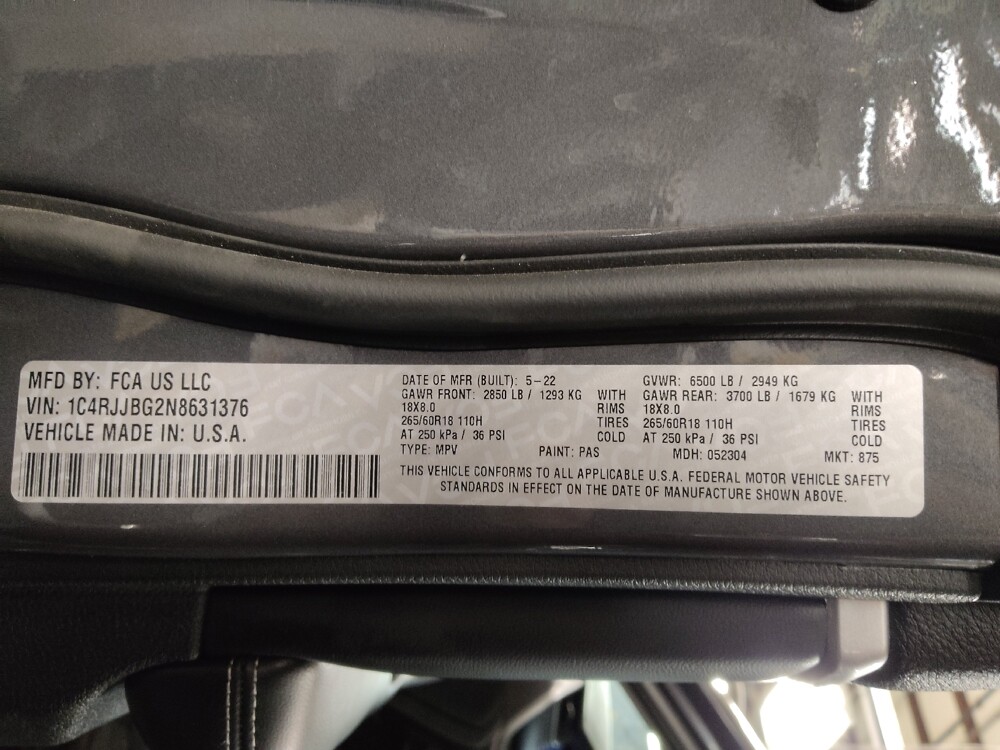 MFD BY: FCA US LLC
VIN: 1C4RJJBG2N8631376
VEHICLE MADE IN: U.S.A.
DATE OF MFR (BUILT): 5-22
GAWR FRONT: 2850 LB / 1293 KG WITH
18X8.0 RIMS
265/60R18 110H TIRES
AT 250 kPa / 36 PSI COLD
GVWR: 6500 LB / 2949 KG
GAWR REAR: 3700 LB / 1679 KG WITH
18X8.0 RIMS
265/60R18 110H TIRES
AT 250 kPa / 36 PSI COLD
TYPE: MPV PAINT: PAS MDH: 052304 MKT: 875
THIS VEHICLE CONFORMS TO ALL APPLICABLE U.S.A. FEDERAL MOTOR VEHICLE SAFETY
STANDARDS IN EFFECT ON THE DATE OF MANUFACTURE SHOWN ABOVE.